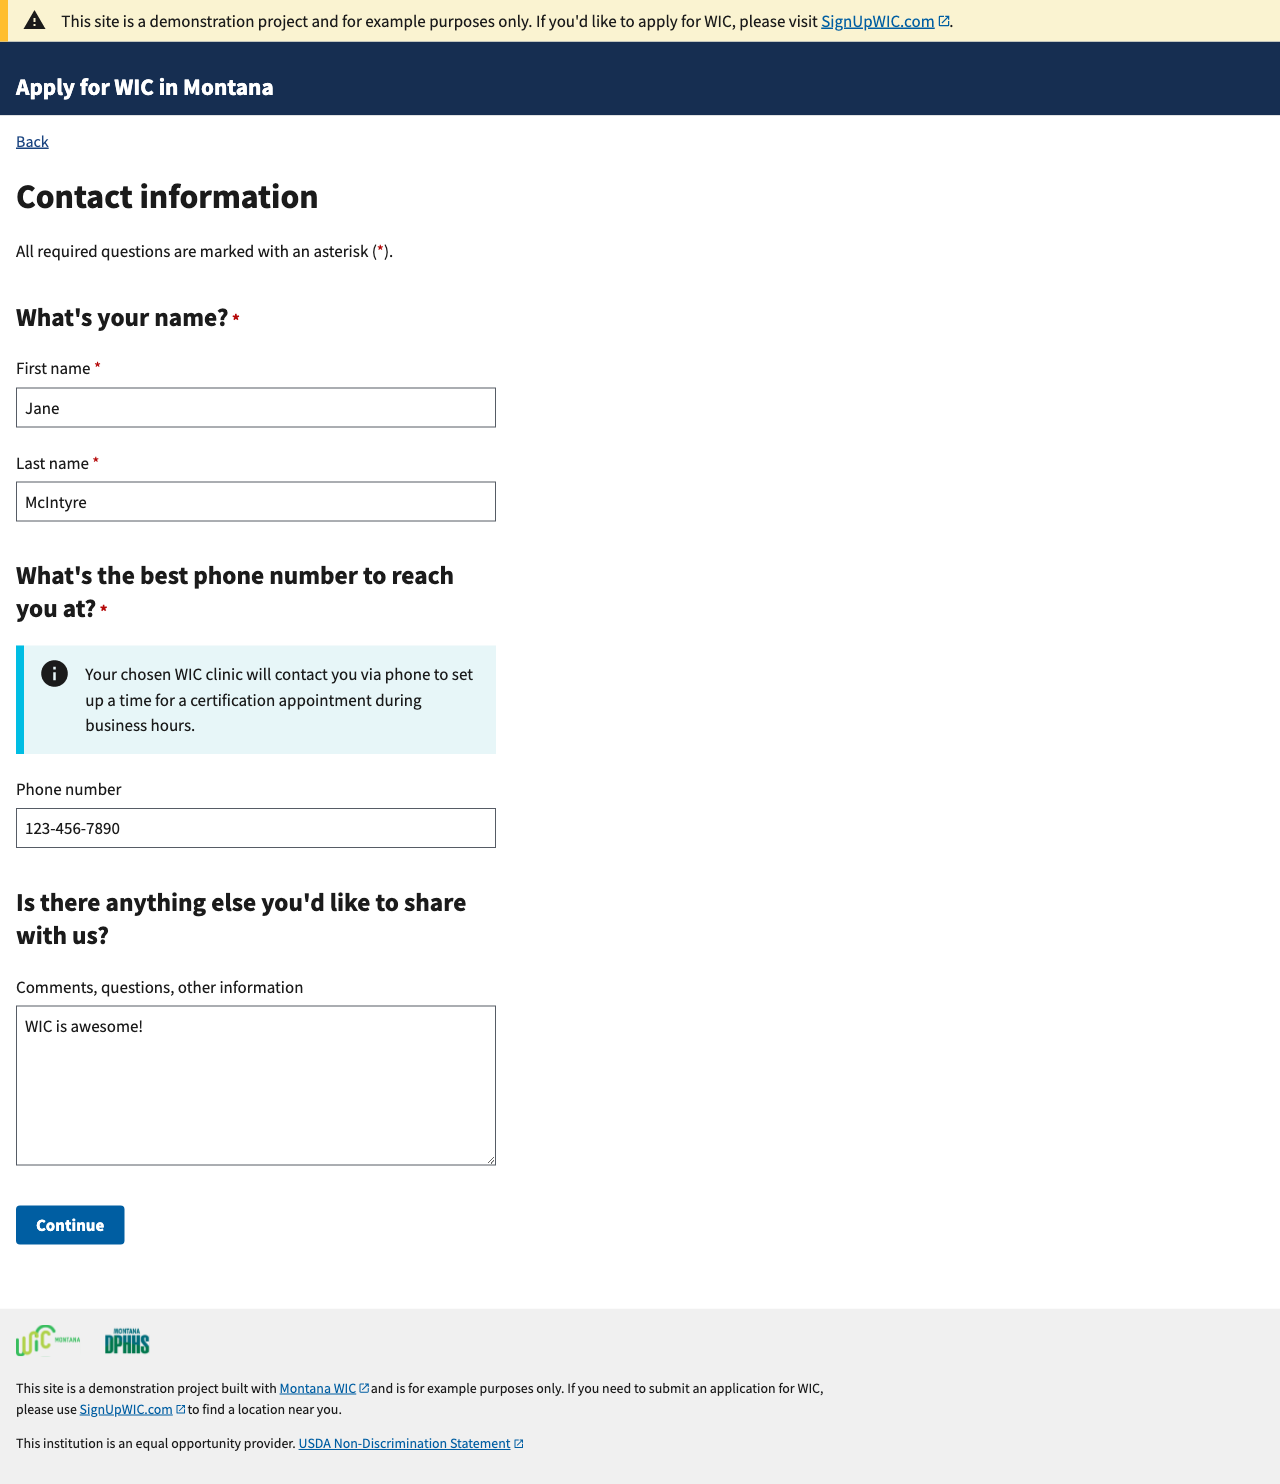 This site is a demonstration project and for example purposes only. If you'd like to apply for WIC, please visit SignUpWIC.com.
Apply for WIC in Montana
Back
Contact information
All required questions are marked with an asterisk (*).
What's your name? *
First name *
Jane
Last name *
McIntyre
What's the best phone number to reach
you at? *
Your chosen WIC clinic will contact you via phone to set
up a time for a certification appointment during
business hours.
Phone number
123-456-7890
Is there anything else you'd like to share
with us?
Comments, questions, other information
WIC is awesome!
Continue
WIC MONTANA
MONTANA
DPHHS
This site is a demonstration project built with Montana WIC and is for example purposes only. If you need to submit an application for WIC,
please use SignUpWIC.com to find a location near you.
This institution is an equal opportunity provider. USDA Non-Discrimination Statement